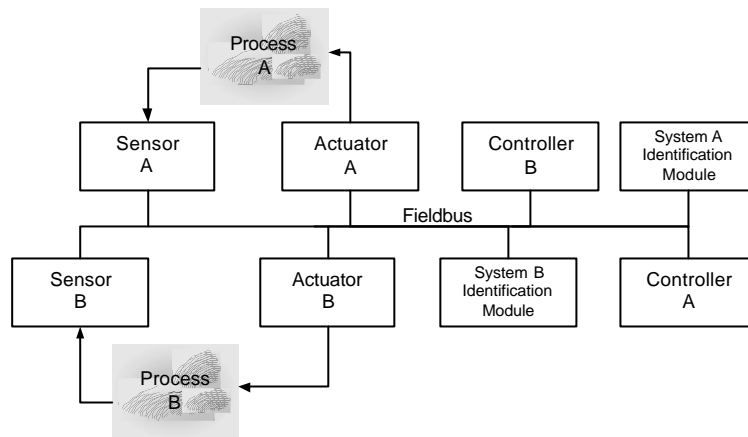 Process
A
Sensor
A
Actuator
A
Controller
B
System A
Identification
Module
Fieldbus
Sensor
B
Actuator
B
System B
Identification
Module
Controller
A
Process
B